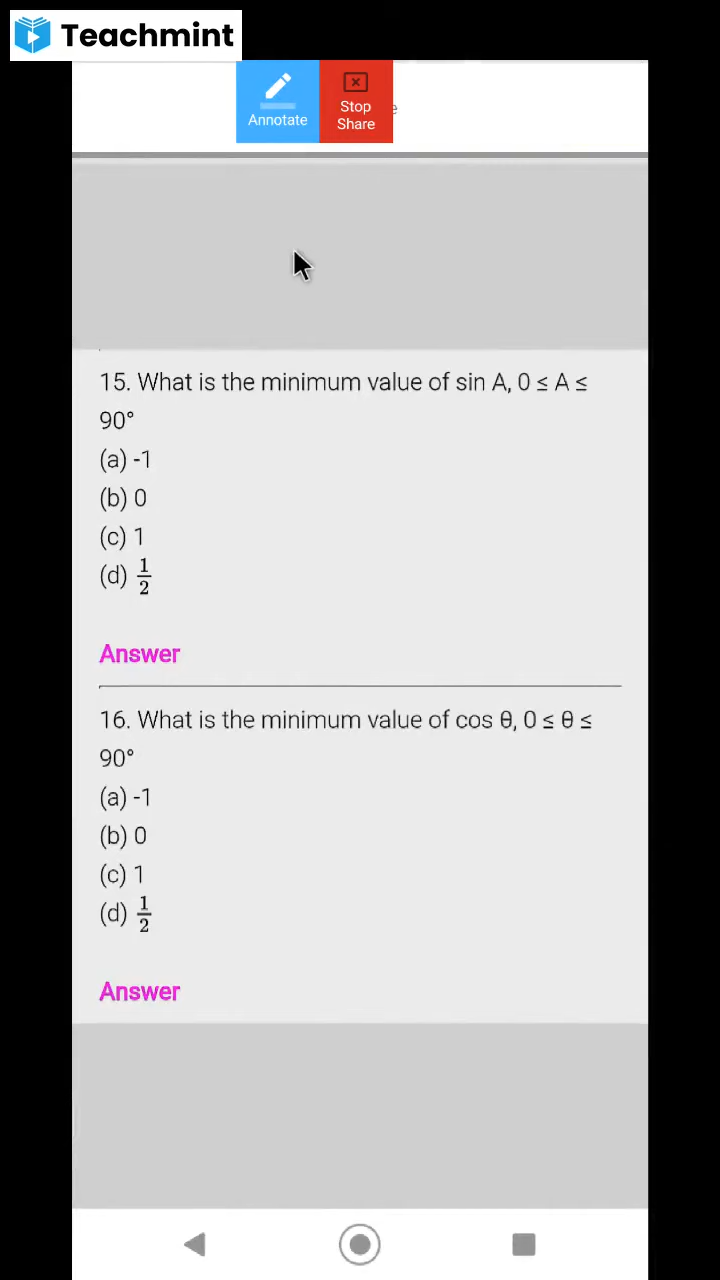 Teachmint
Annotate
Stop
Share
e
15. What is the minimum value of sin A, 0 ≤ A ≤
90°
(a) -1
(b) 0
(c) 1
(d) 1/2
Answer
16. What is the minimum value of cos θ, 0 ≤ θ ≤
90°
(a) -1
(b) 0
(c) 1
(d) 1/2
Answer